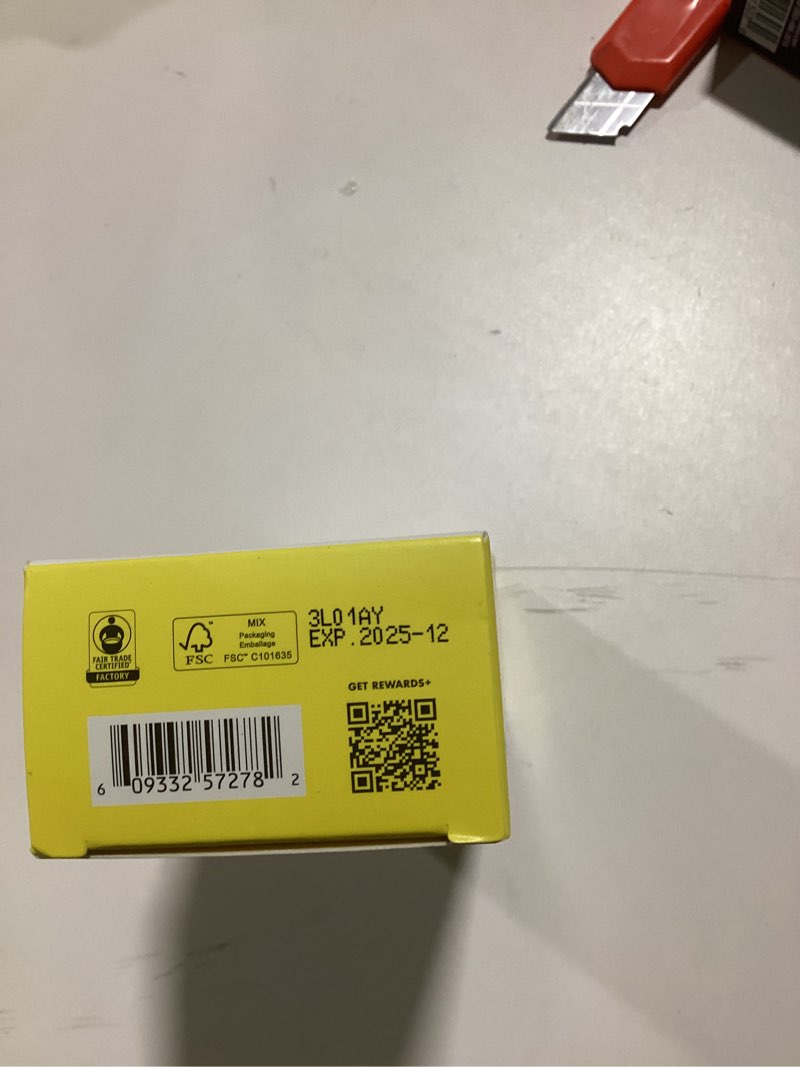 FAIR TRADE
CERTIFIED
FACTORY
FSC
MIX
Packaging
Emballage
FSC™ C101635
3L01AY
EXP.2025-12
GET REWARDS+
6 09332 57278 2